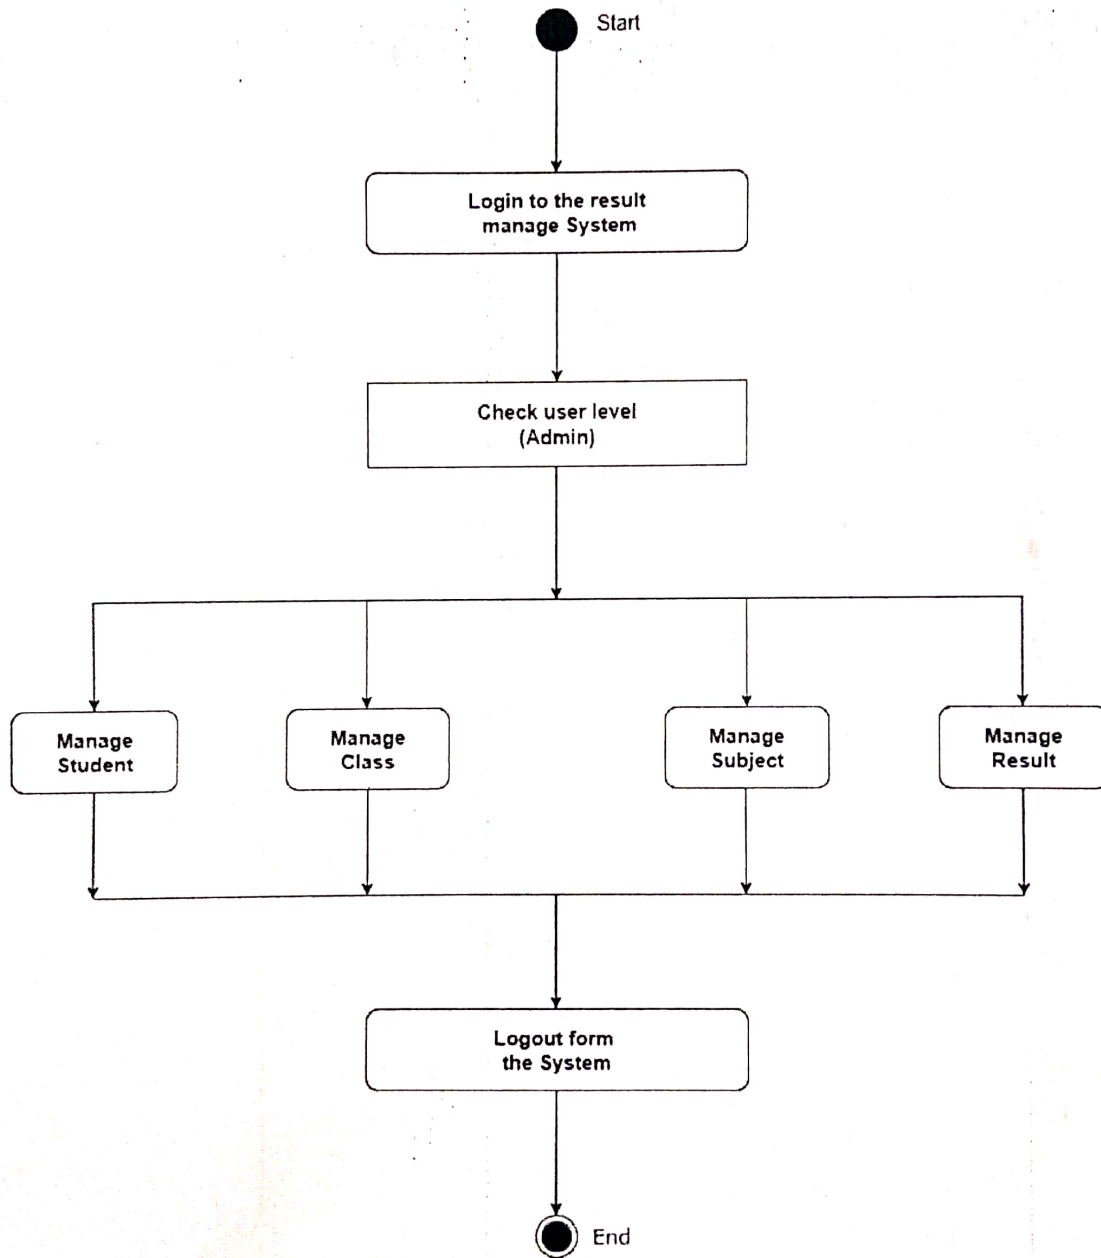 Start
Login to the result
manage System
Check user level
(Admin)
Manage
Student
Manage
Class
Manage
Subject
Manage
Result
Logout form
the System
End